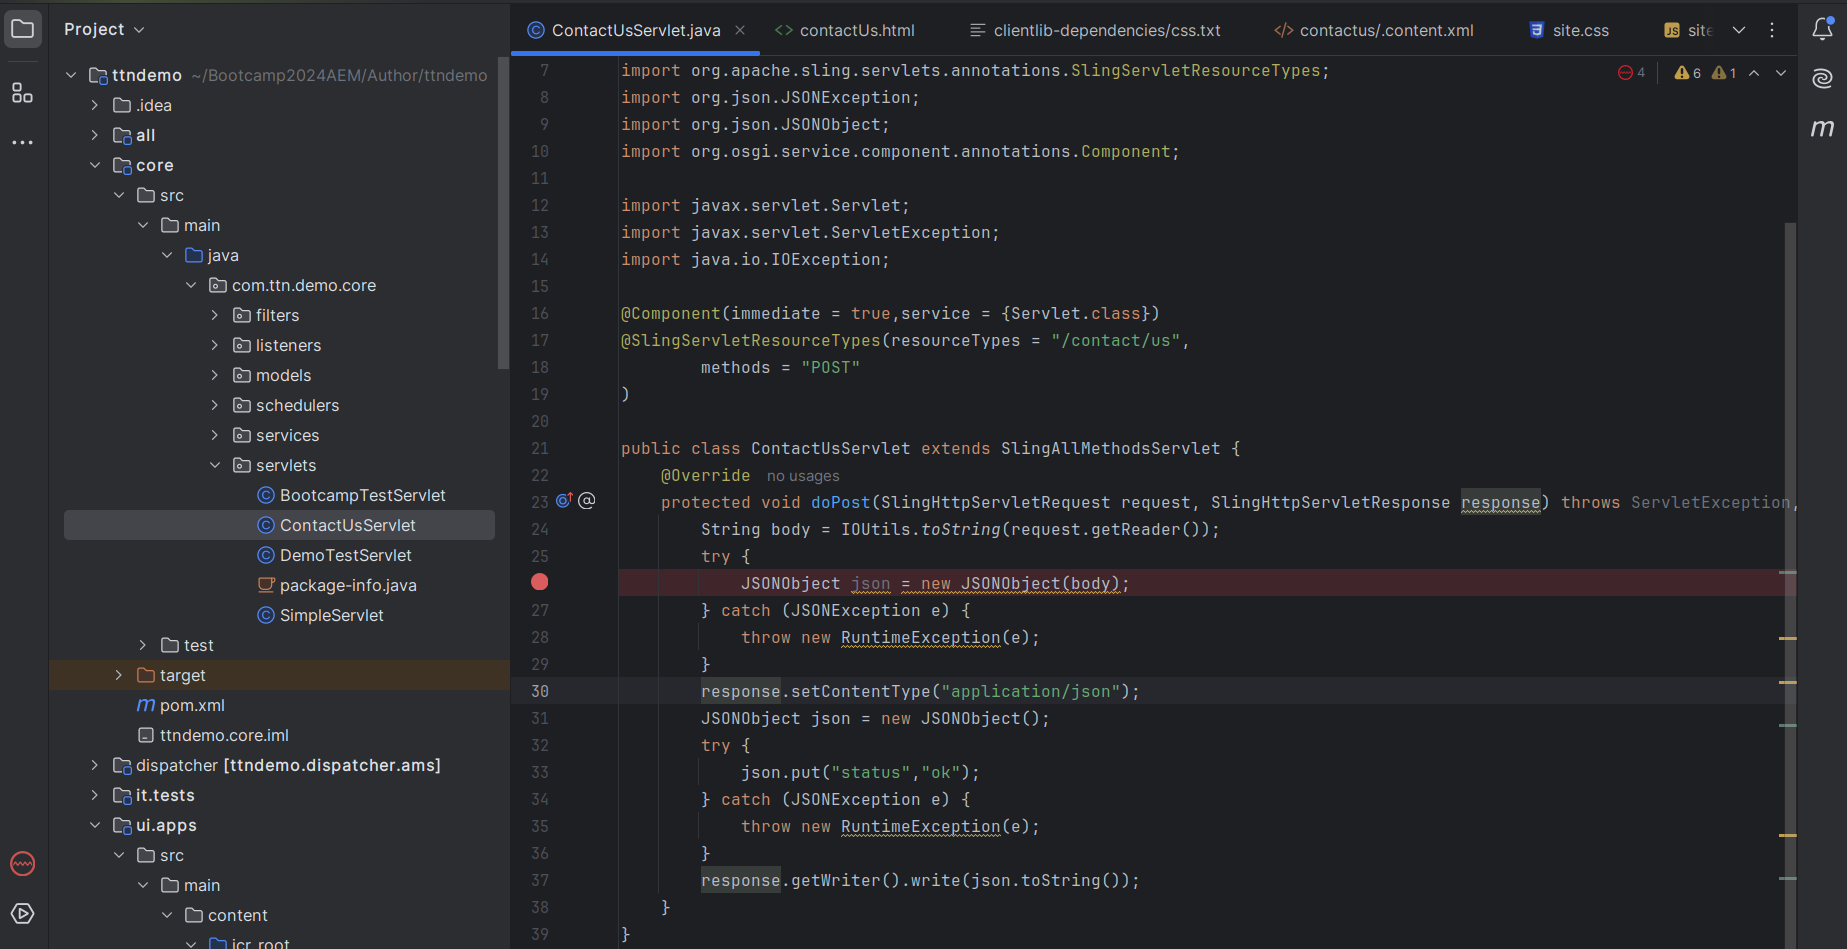 Project
ttndemo ~/Bootcamp2024AEM/Author/ttndemo
.idea
all
core
src
main
java
com.ttn.demo.core
filters
listeners
models
schedulers
services
servlets
BootcampTestServlet
ContactUsServlet
DemoTestServlet
package-info.java
SimpleServlet
test
target
pom.xml
ttndemo.core.iml
dispatcher [ttndemo.dispatcher.ams]
it.tests
ui.apps
src
main
content
jcr_root
ContactUsServlet.java
contactUs.html
clientlib-dependencies/css.txt
contactus/.content.xml
site.css
site
4 6 1
7 import org.apache.sling.servlets.annotations.SlingServletResourceTypes;
8 import org.json.JSONException;
9 import org.json.JSONObject;
10 import org.osgi.service.component.annotations.Component;
11
12 import javax.servlet.Servlet;
13 import javax.servlet.ServletException;
14 import java.io.IOException;
15
16 @Component(immediate = true,service = {Servlet.class})
17 @SlingServletResourceTypes(resourceTypes = "/contact/us",
18 methods = "POST"
19 )
20
21 public class ContactUsServlet extends SlingAllMethodsServlet {
22 @Override no usages
23 protected void doPost(SlingHttpServletRequest request, SlingHttpServletResponse response) throws ServletException,
24 String body = IOUtils.toString(request.getReader());
25 try {
JSONObject json = new JSONObject(body);
27 } catch (JSONException e) {
28 throw new RuntimeException(e);
29 }
30 response.setContentType("application/json");
31 JSONObject json = new JSONObject();
32 try {
33 json.put("status","ok");
34 } catch (JSONException e) {
35 throw new RuntimeException(e);
36 }
37 response.getWriter().write(json.toString());
38 }
39 }
m